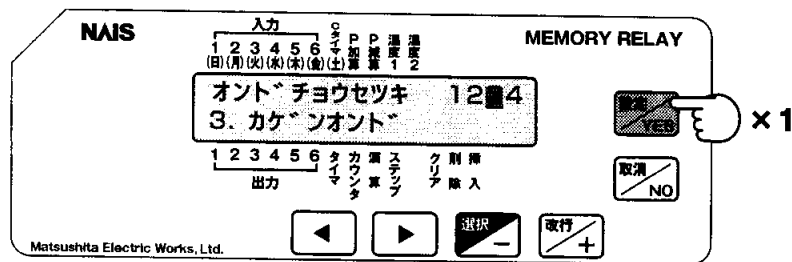 NAiS
MEMORY RELAY
入力
1 2 3 4 5 6 Cタイマ P加算 P減算 温度1 温度2
(日)(月)(火)(水)(木)(金)(土)
オンド゛チョウセツキ 12■4
3. カゲ゛ンオンド゛
1 2 3 4 5 6 タイマ カウンタ 演算 ステップ クリア 削除 挿入
出力
YES
×1
取消 NO
◀ ▶ 選択 − 改行 +
Matsushita Electric Works, Ltd.